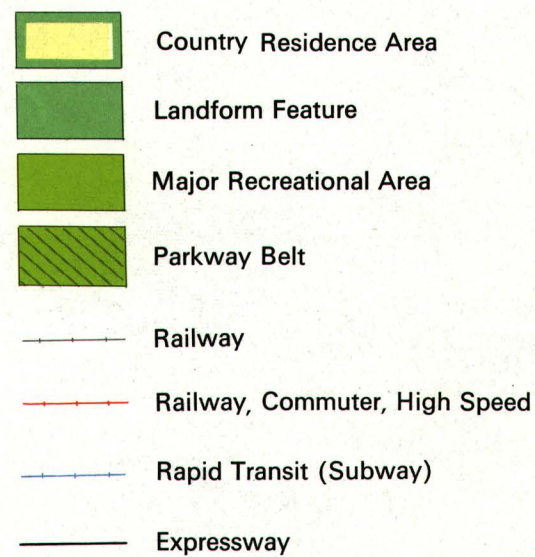 Country Residence Area
Landform Feature
Major Recreational Area
Parkway Belt
Railway
Railway, Commuter, High Speed
Rapid Transit (Subway)
Expressway